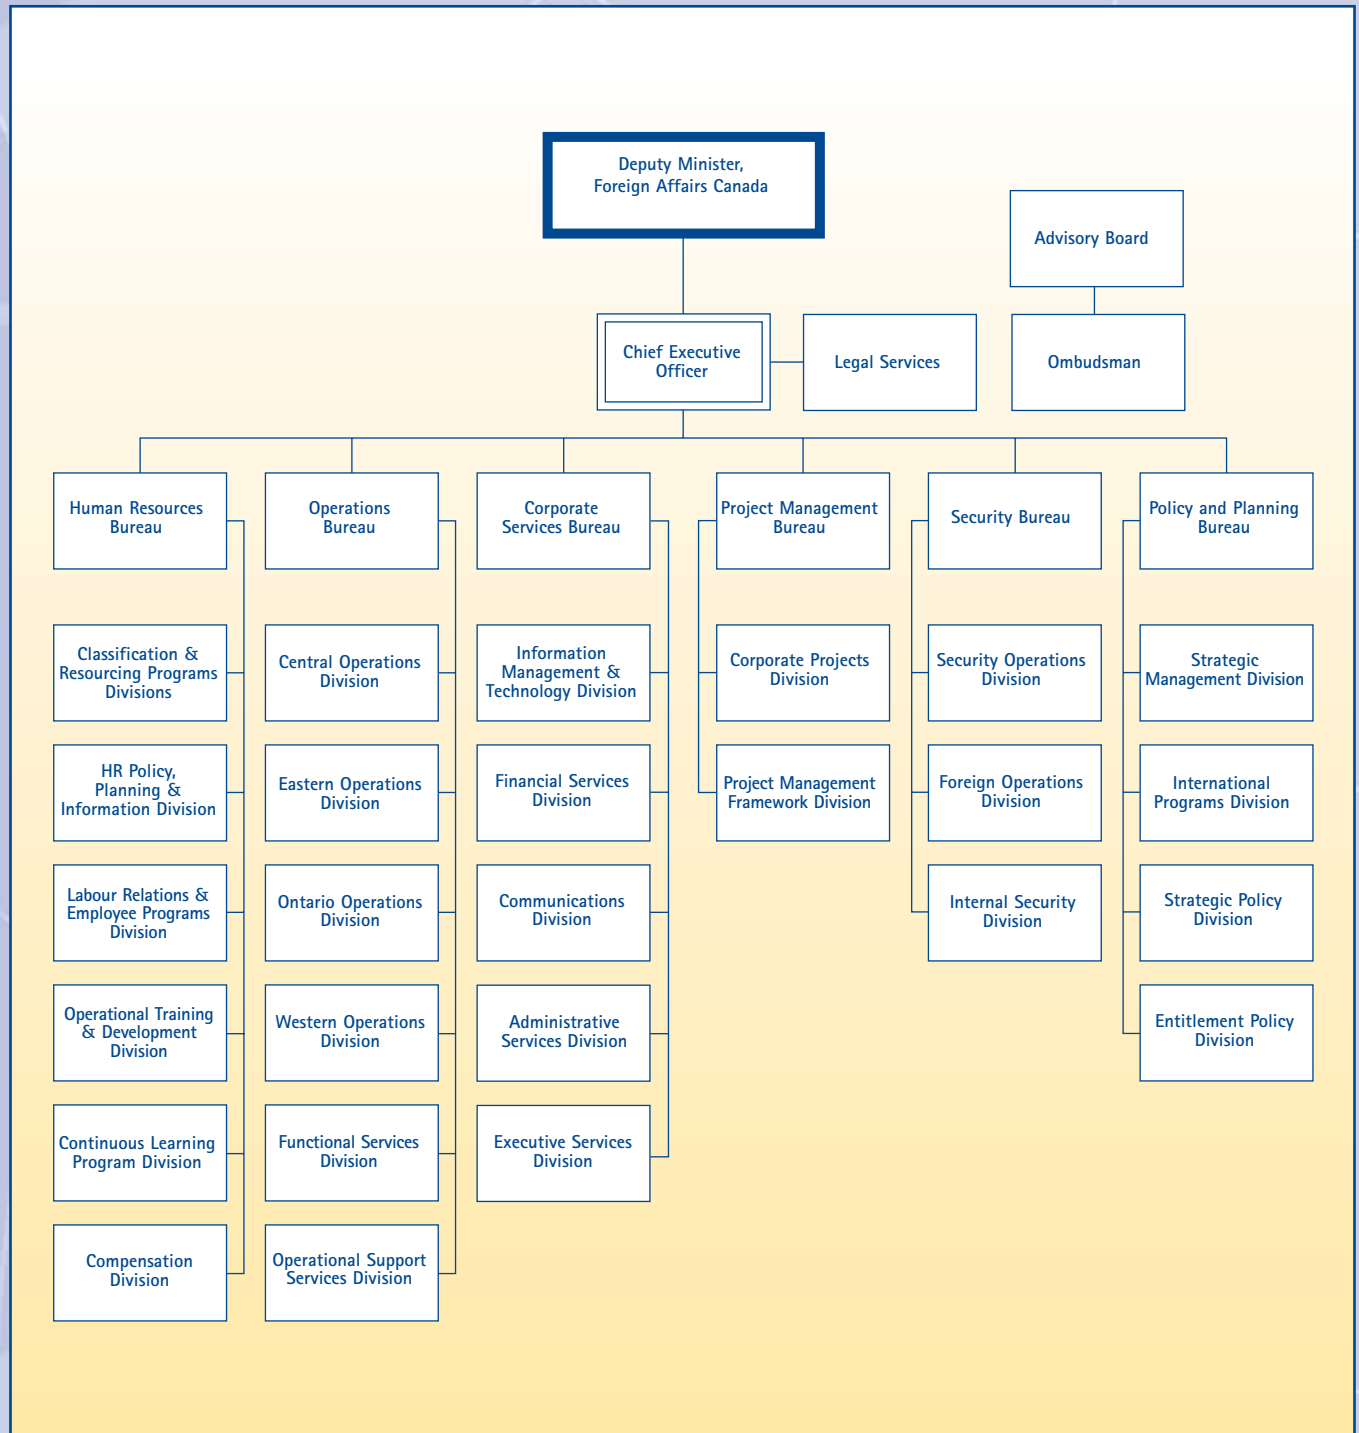 Deputy Minister,
Foreign Affairs Canada
Advisory Board
Chief Executive
Officer
Legal Services
Ombudsman
Human Resources
Bureau
Operations
Bureau
Corporate
Services Bureau
Project Management
Bureau
Security Bureau
Policy and Planning
Bureau
Classification &
Resourcing Programs
Divisions
Central Operations
Division
Information
Management &
Technology Division
Corporate Projects
Division
Security Operations
Division
Strategic
Management Division
HR Policy,
Planning &
Information Division
Eastern Operations
Division
Financial Services
Division
Project Management
Framework Division
Foreign Operations
Division
International
Programs Division
Labour Relations &
Employee Programs
Division
Ontario Operations
Division
Communications
Division
Internal Security
Division
Strategic Policy
Division
Operational Training
& Development
Division
Western Operations
Division
Administrative
Services Division
Entitlement Policy
Division
Continuous Learning
Program Division
Functional Services
Division
Executive Services
Division
Compensation
Division
Operational Support
Services Division